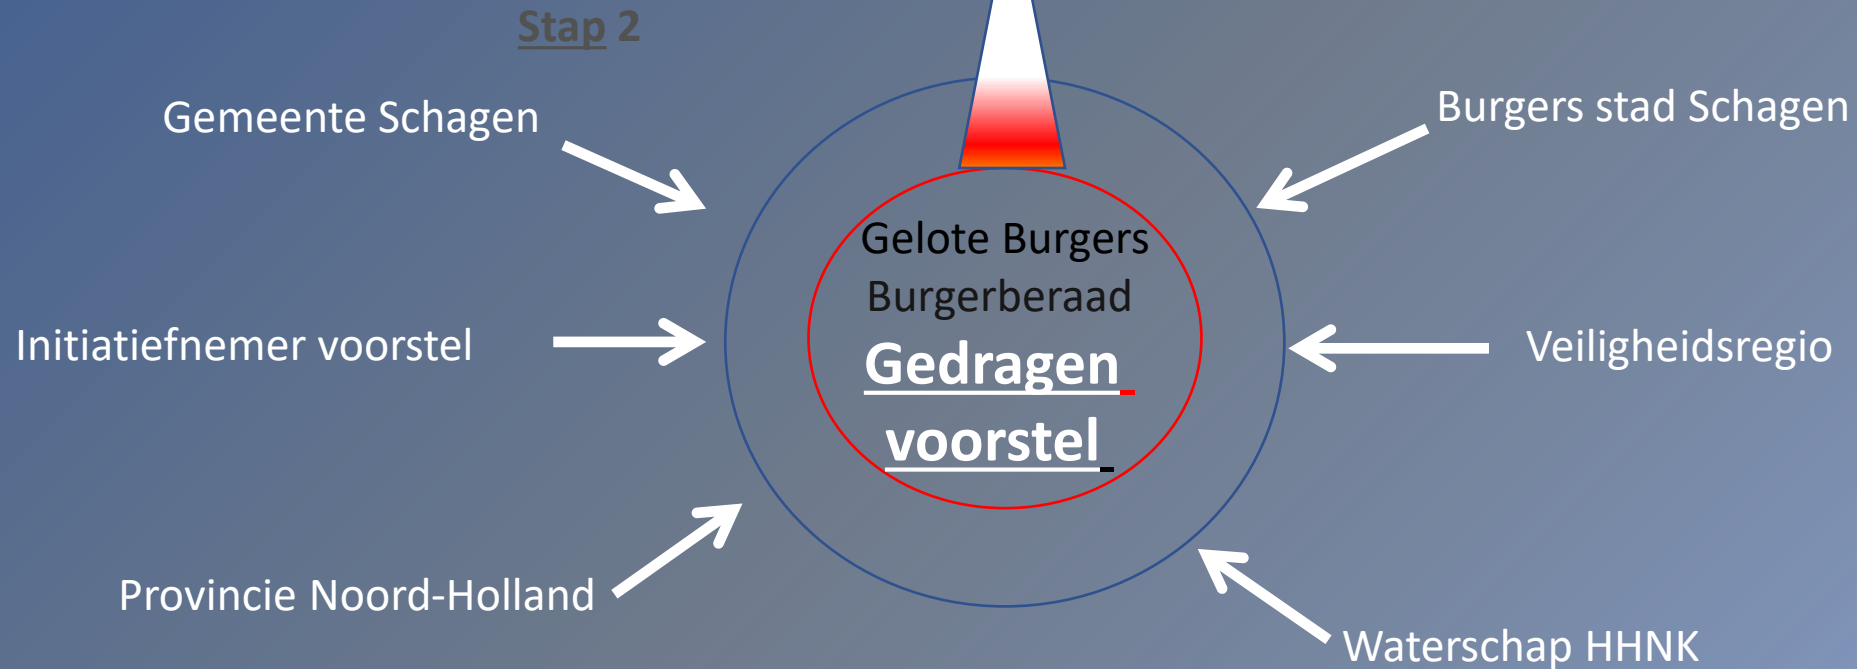 Stap 2
Gemeente Schagen
Burgers stad Schagen
Gelote Burgers
Burgerberaad
Gedragen
voorstel
Initiatiefnemer voorstel
Veiligheidsregio
Provincie Noord-Holland
Waterschap HHNK